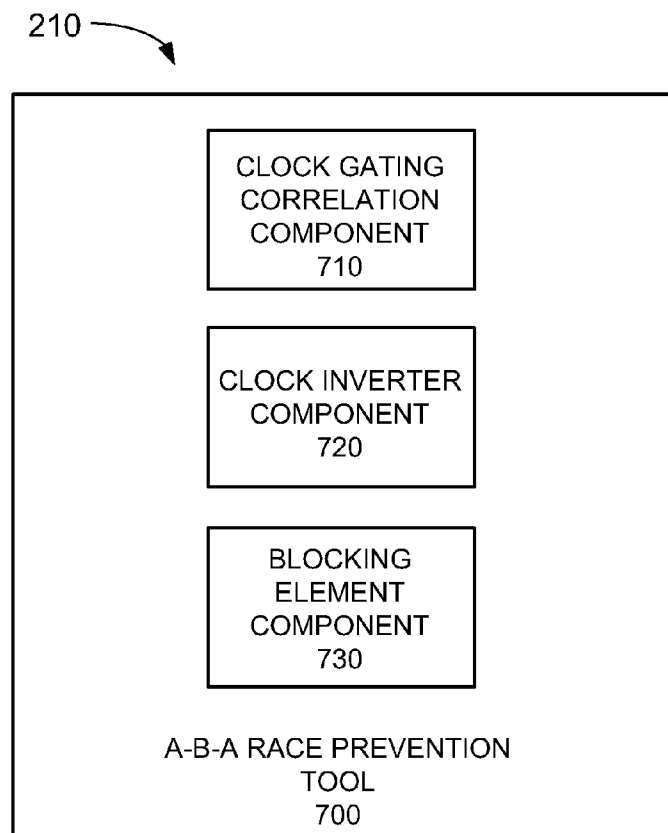 210
CLOCK GATING
CORRELATION
COMPONENT
710
CLOCK INVERTER
COMPONENT
720
BLOCKING
ELEMENT
COMPONENT
730
A-B-A RACE PREVENTION
TOOL
700